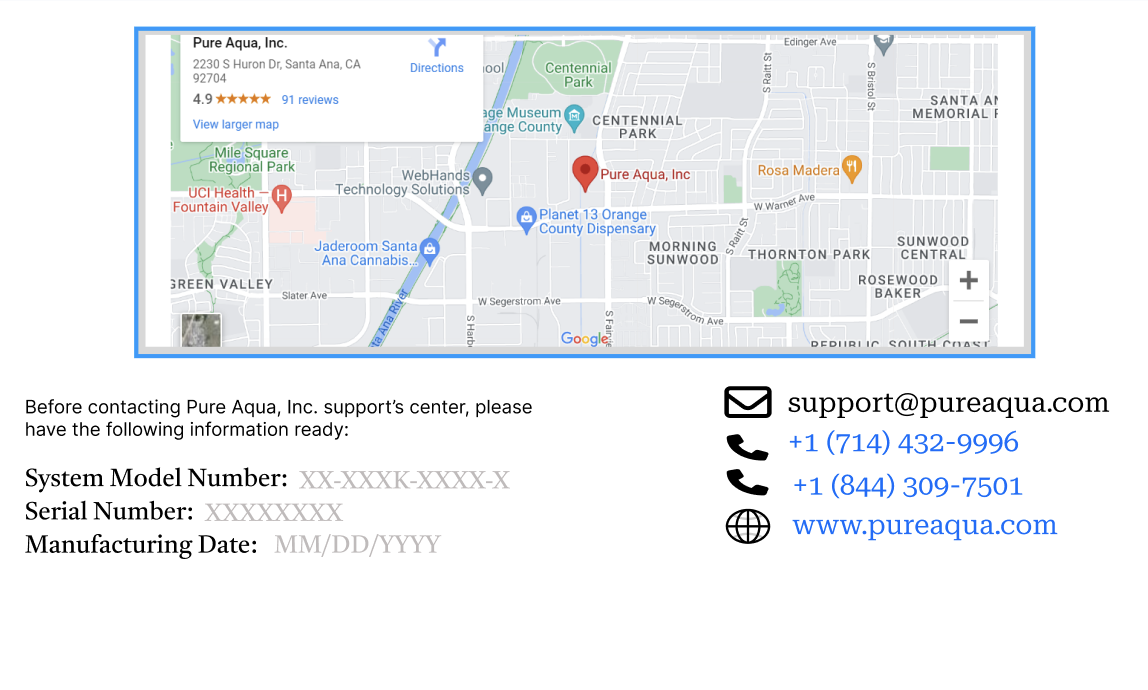 Pure Aqua, Inc.
2230 S Huron Dr, Santa Ana, CA
92704
Directions
4.9
91 reviews
View larger map
Edinger Ave
Centennial
Park
S Raitt St
S Bristol St
SANTA AN
MEMORIAL P
age Museum
ange County
CENTENNIAL
PARK
Mile Square
Regional Park
WebHands
Technology Solutions
Pure Aqua, Inc
Rosa Madera
UCI Health —
Fountain Valley
W Warner Ave
Planet 13 Orange
County Dispensary
Jaderoom Santa
Ana Cannabis...
MORNING
SUNWOOD
S Raitt St
THORNTON PARK
SUNWOOD
CENTRAL
GREEN VALLEY
ROSEWOOD
BAKER
Slater Ave
W Segerstrom Ave
W Segerstrom Ave
ta Ana River
S Harbo
S Fairvie
Google
REPUBLIC
SOUTH COAST
Before contacting Pure Aqua, Inc. support’s center, please
have the following information ready:
System Model Number: XX-XXXK-XXXX-X
Serial Number: XXXXXXXX
Manufacturing Date: MM/DD/YYYY
support@pureaqua.com
+1 (714) 432-9996
+1 (844) 309-7501
www.pureaqua.com